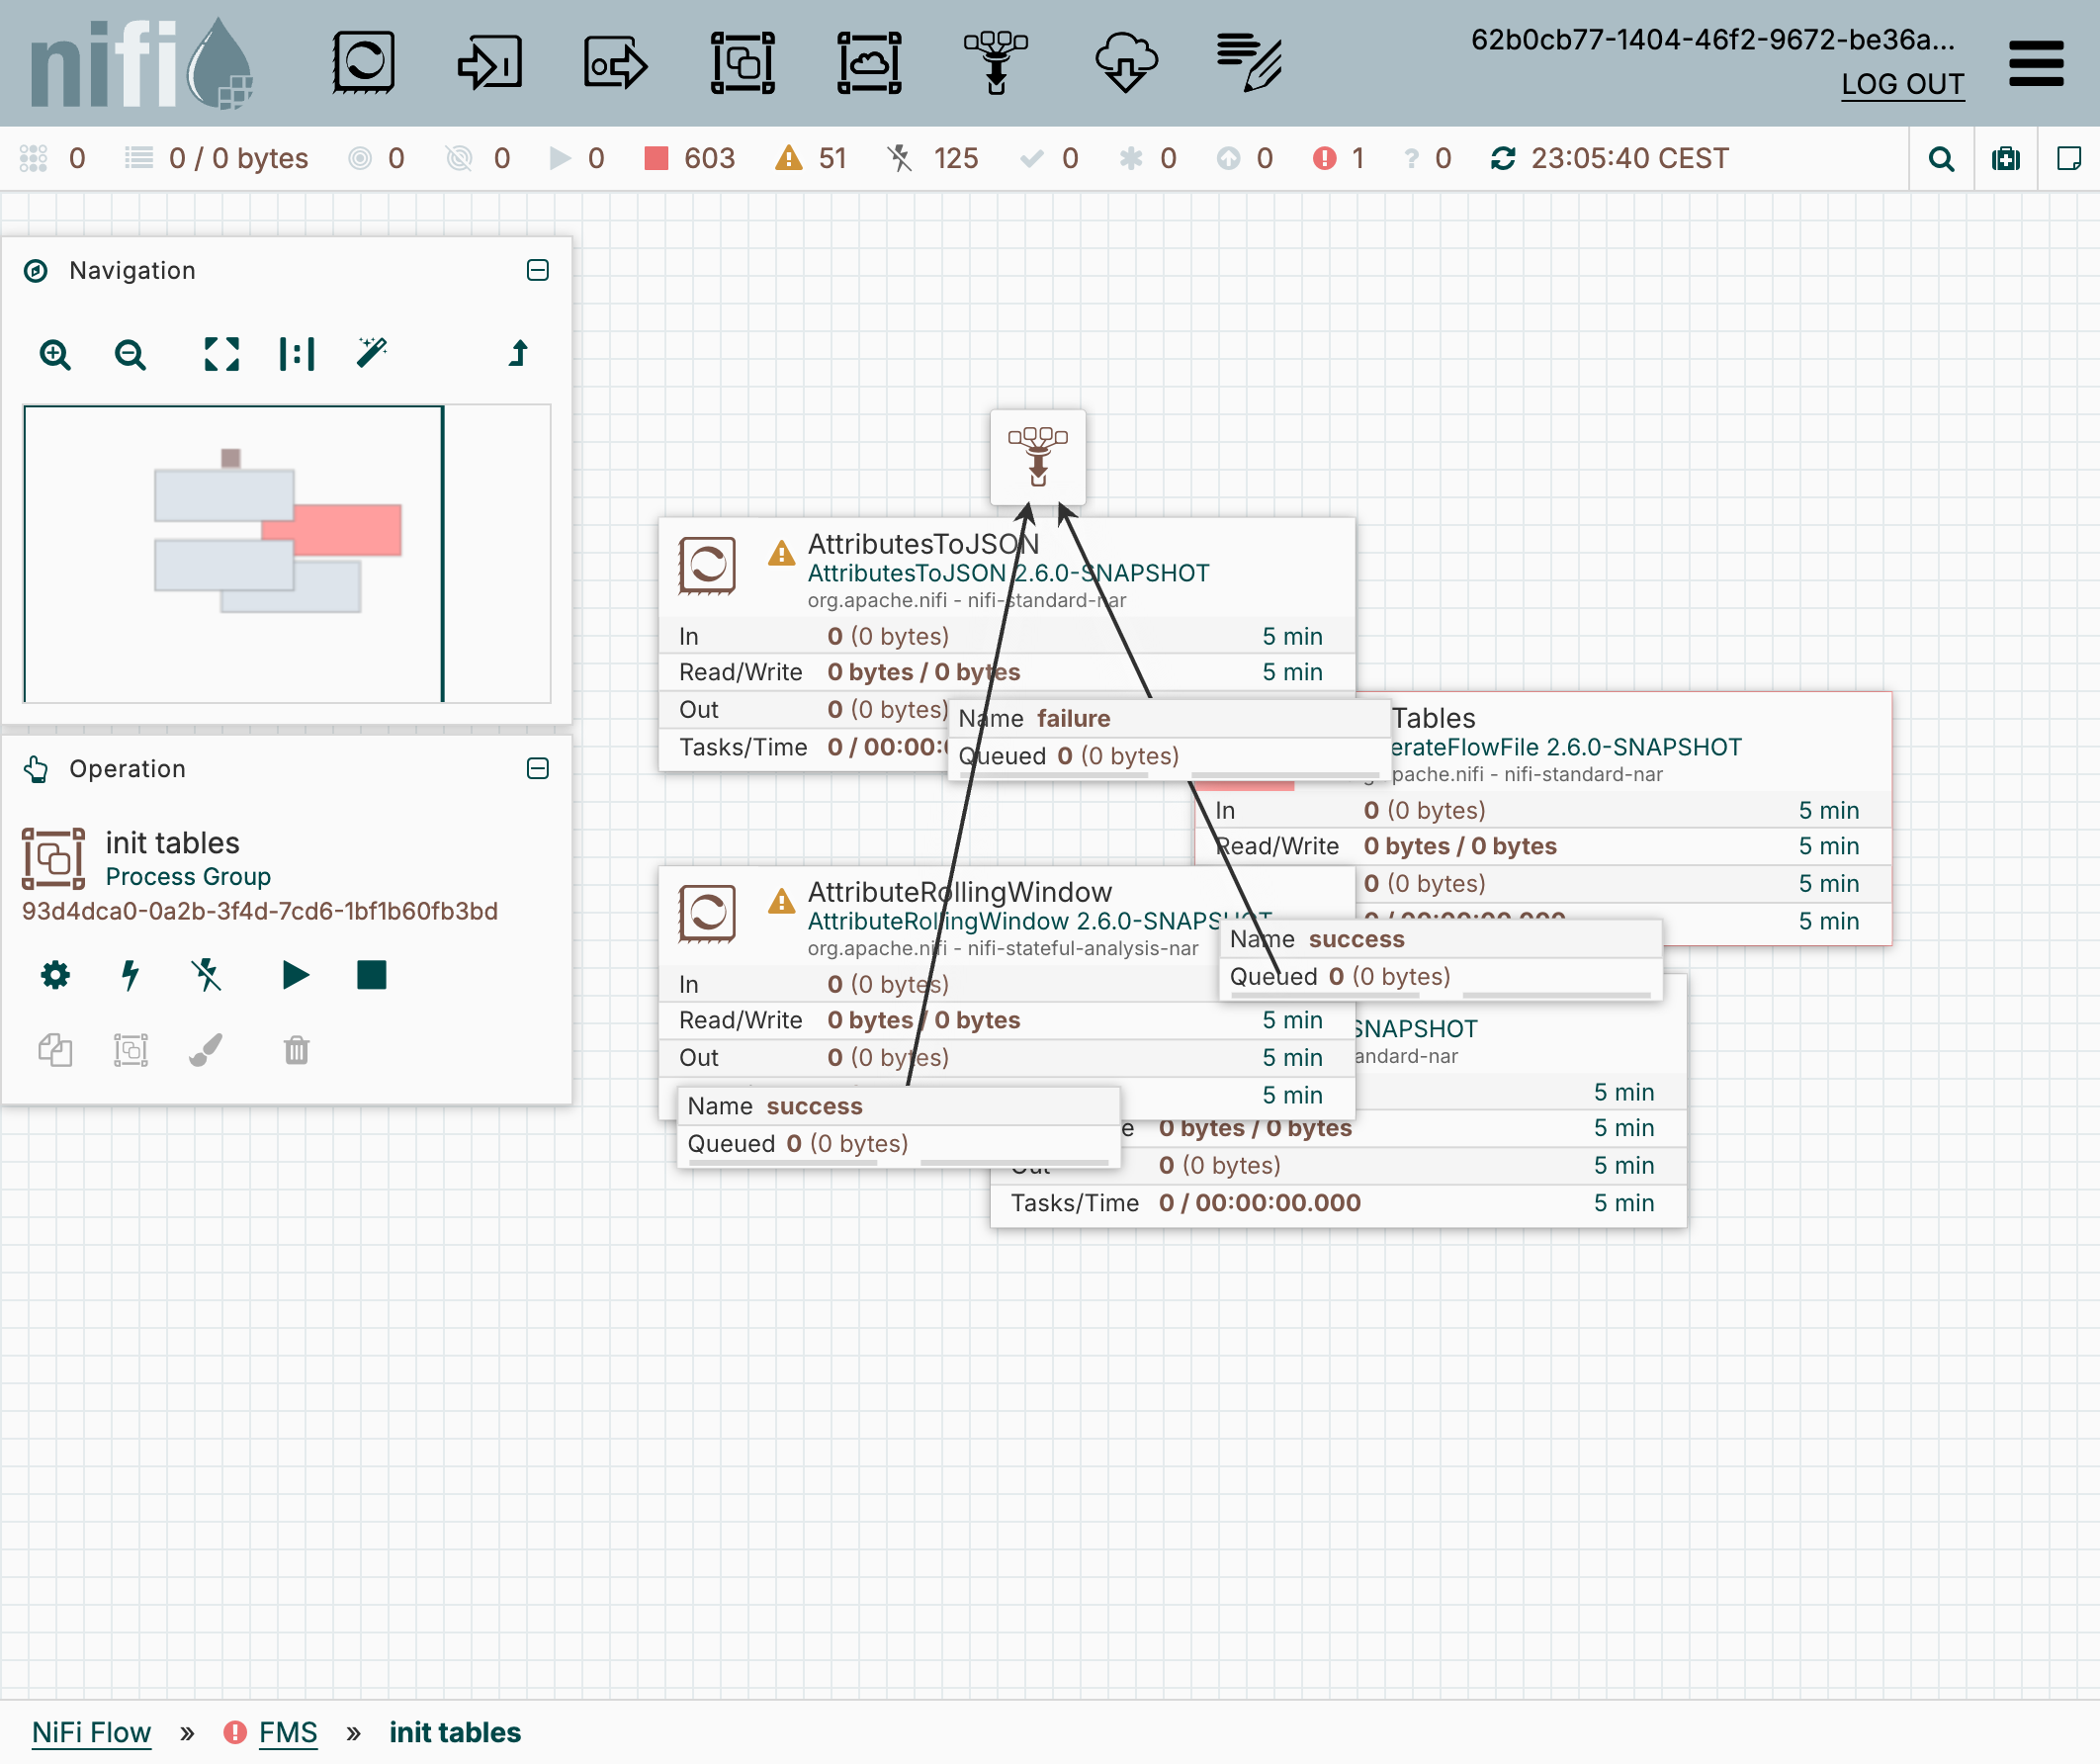 nifi
62b0cb77-1404-46f2-9672-be36a...
LOG OUT
0 0 / 0 bytes 0 0 0 603 51 125 0 0 0 1 0 23:05:40 CEST
Navigation
Operation
init tables
Process Group
93d4dca0-0a2b-3f4d-7cd6-1bf1b60fb3bd
AttributesToJSON
AttributesToJSON 2.6.0-SNAPSHOT
org.apache.nifi - nifi-standard-nar
In 0 (0 bytes) 5 min
Read/Write 0 bytes / 0 bytes 5 min
Out 0 (0 bytes)
Tasks/Time 0 / 00:00:
Name failure
Queued 0 (0 bytes)
Tables
erateFlowFile 2.6.0-SNAPSHOT
pache.nifi - nifi-standard-nar
In 0 (0 bytes) 5 min
Read/Write 0 bytes / 0 bytes 5 min
0 (0 bytes) 5 min
0 / 00:00:00.000 5 min
AttributeRollingWindow
AttributeRollingWindow 2.6.0-SNAPSHOT
org.apache.nifi - nifi-stateful-analysis-nar
In 0 (0 bytes)
Read/Write 0 bytes / 0 bytes 5 min
Out 0 (0 bytes) 5 min
5 min
Name success
Queued 0 (0 bytes)
SNAPSHOT
andard-nar
5 min
e 0 bytes / 0 bytes 5 min
Out 0 (0 bytes) 5 min
Tasks/Time 0 / 00:00:00.000 5 min
Name success
Queued 0 (0 bytes)
NiFi Flow » FMS » init tables